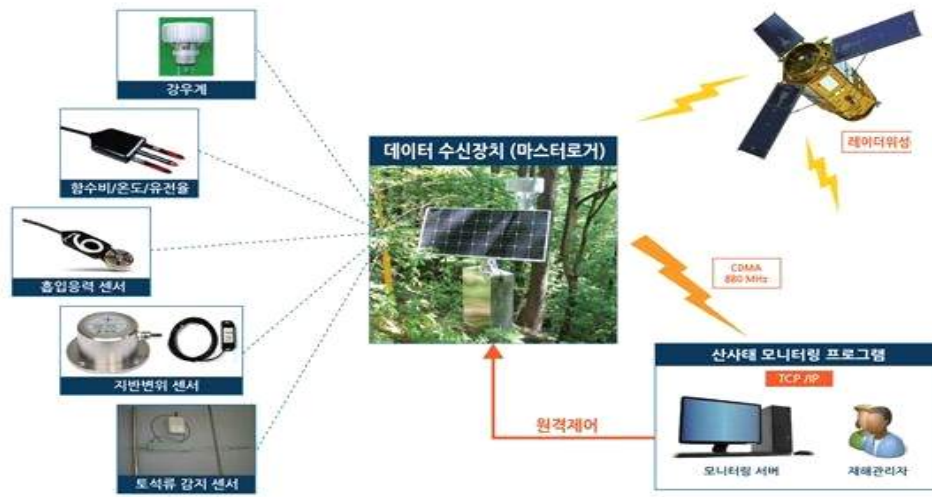 강우계
함수비/온도/유전율
흡입응력 센서
지반변위 센서
토석류 감지 센서
데이터 수신장치 (마스터로거)
레이더위성
CDMA
880 MHz
원격제어
산사태 모니터링 프로그램
TCP /IP
모니터링 서버
재해관리자